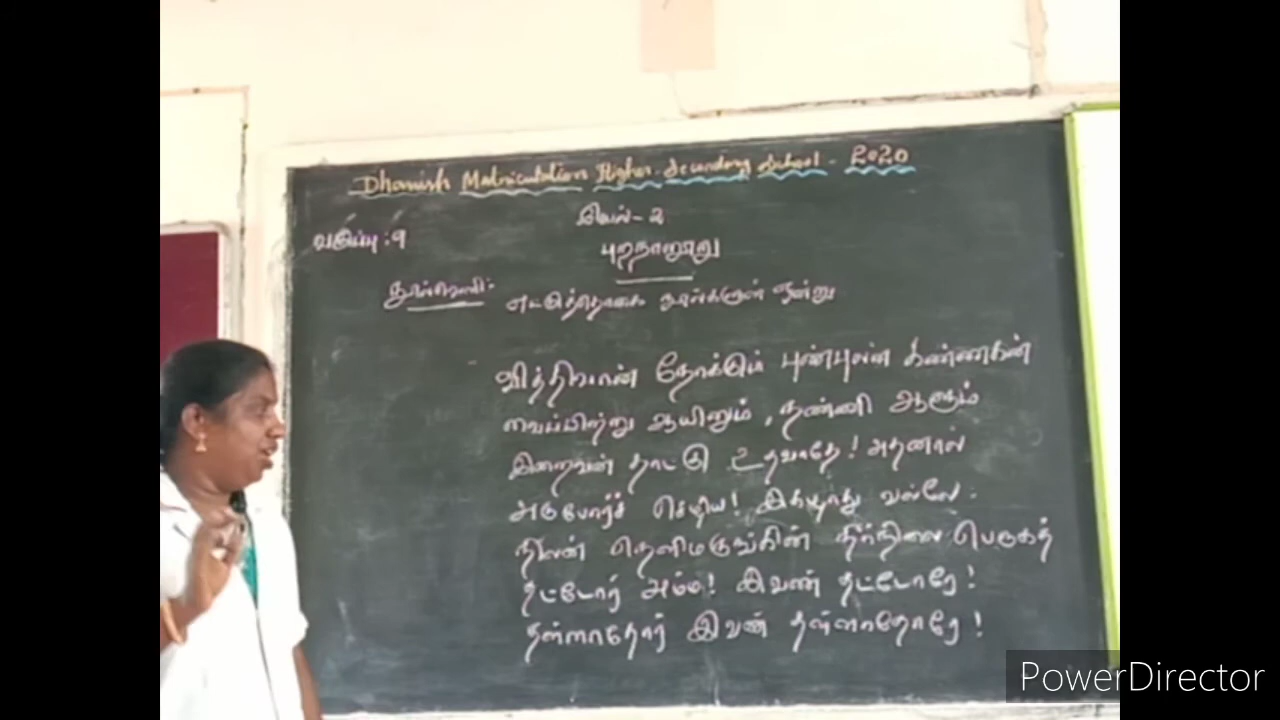 Dhanish Matriculation Higher Secondary School - 2020
வகுப்பு : 9
இயல் - 2
புறநானூறு
நூல்வெளி :-
எட்டுத்தொகை நூல்களுள் ஒன்று
வித்திவான் நோக்கும் புன்புலன் கண்ணகன்
வைப்பிற்று ஆயினும், நண்ணி ஆளும்
இறைவன் தாட்கு உதவாதே! அதனால்
அடுபோர்ச் செழிய! இகழாது வல்லே.
நிலன் நெளிமருங்கின் நீர்நிலை பெருகத்
தட்டோர் அம்ம! இவண் தட்டோரே!
தள்ளாதோர் இவண் தள்ளாதோரே!
PowerDirector